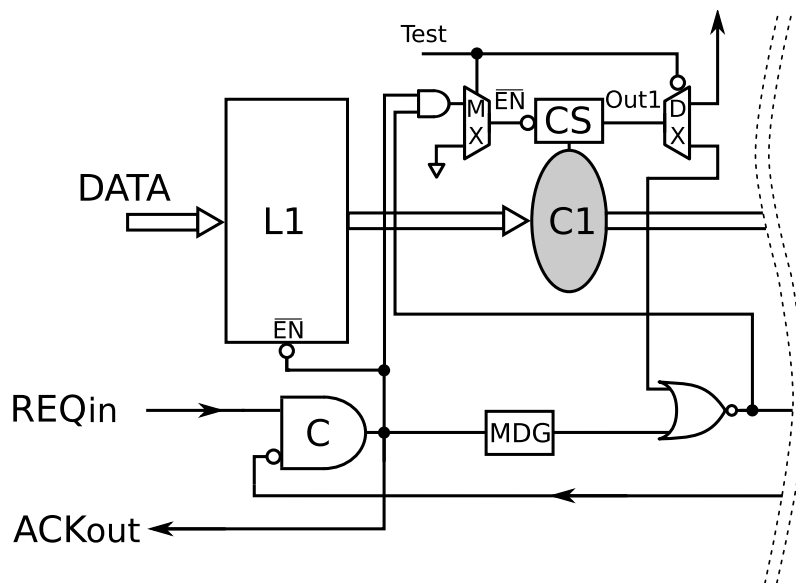 Test
M
X
EN
CS
Out1
D
X
DATA
L1
C1
EN
REQin
C
MDG
ACKout